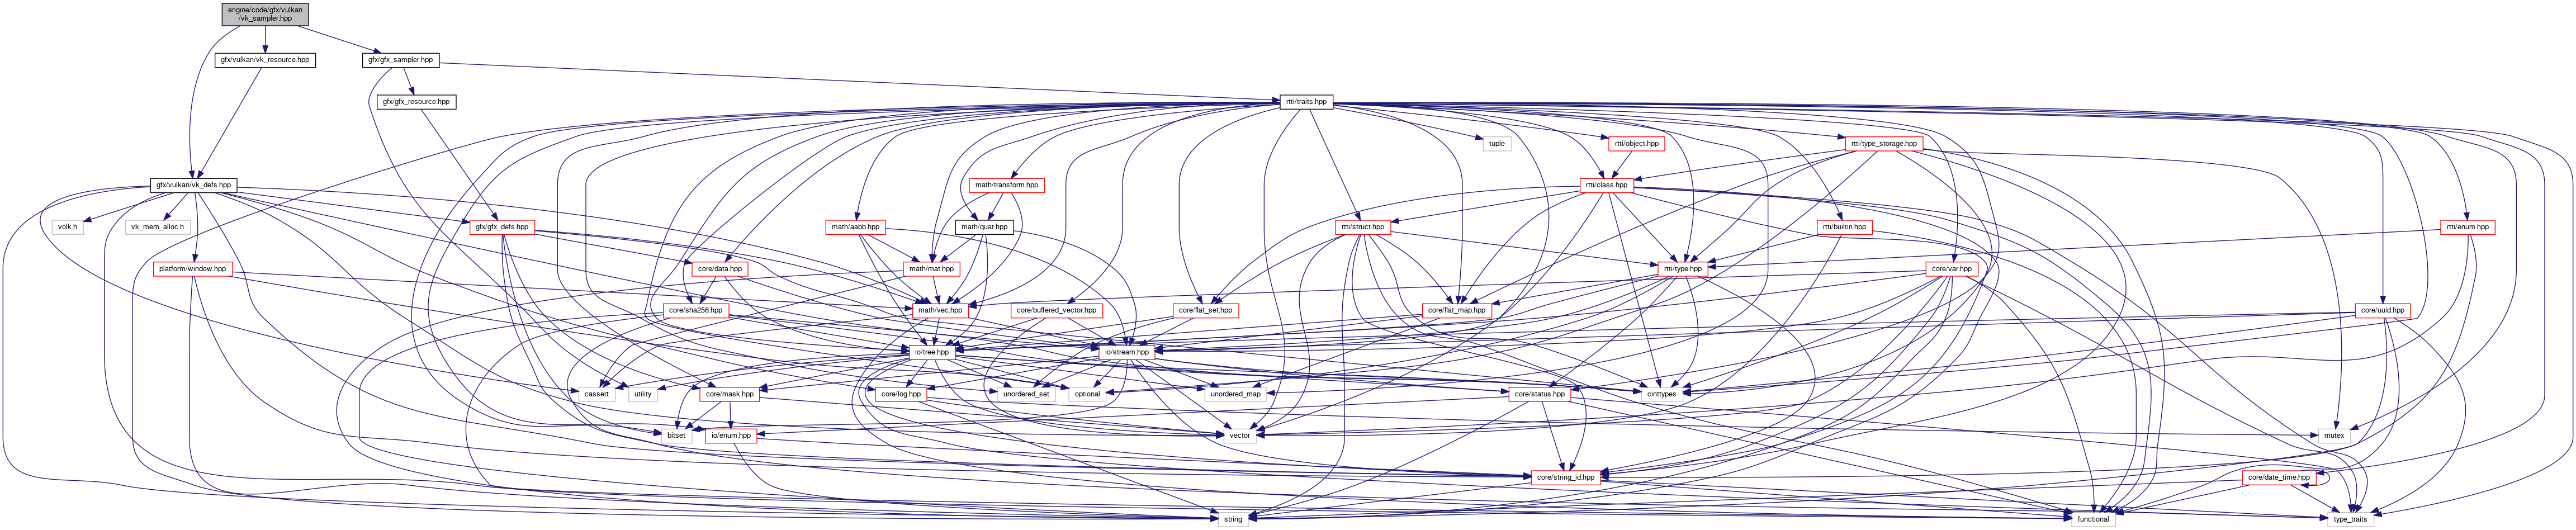 engine/code/gfx/vulkan
/vk_sampler.hpp
gfx/vulkan/vk_resource.hpp
gfx/gfx_sampler.hpp
gfx/gfx_resource.hpp
rtti/traits.hpp
tuple
rtti/object.hpp
rtti/type_storage.hpp
gfx/vulkan/vk_defs.hpp
math/transform.hpp
rtti/class.hpp
volk.h
vk_mem_alloc.h
gfx/gfx_defs.hpp
math/aabb.hpp
math/quat.hpp
rtti/struct.hpp
rtti/builtin.hpp
rtti/enum.hpp
platform/window.hpp
core/data.hpp
math/mat.hpp
rtti/type.hpp
core/var.hpp
core/sha256.hpp
math/vec.hpp
core/buffered_vector.hpp
core/flat_set.hpp
core/flat_map.hpp
core/uuid.hpp
io/tree.hpp
io/stream.hpp
cassert
utility
core/mask.hpp
core/log.hpp
unordered_set
optional
unordered_map
core/status.hpp
cinttypes
bitset
io/enum.hpp
vector
mutex
core/string_id.hpp
core/date_time.hpp
string
functional
type_traits